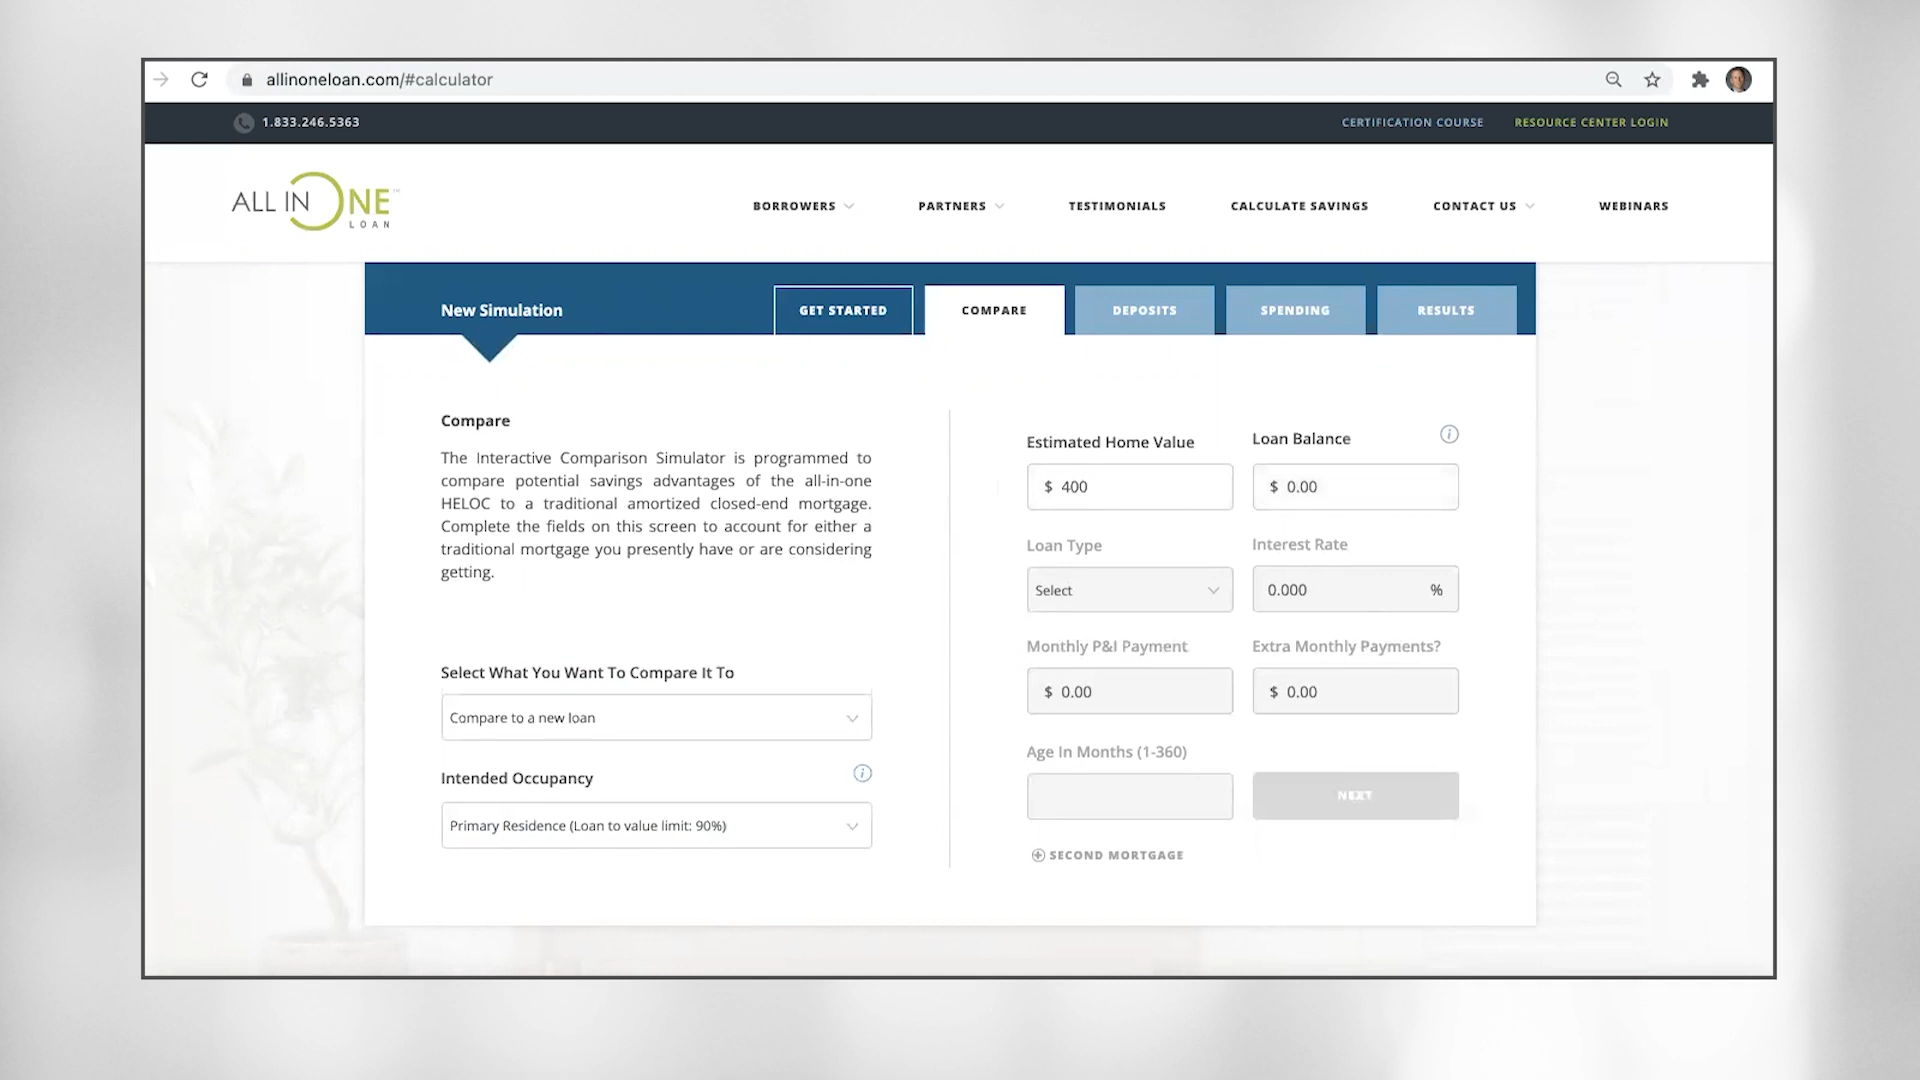 allinoneloan.com/#calculator
1.833.246.5363
CERTIFICATION COURSE
RESOURCE CENTER LOGIN
ALL IN ONE™
LOAN
BORROWERS
PARTNERS
TESTIMONIALS
CALCULATE SAVINGS
CONTACT US
WEBINARS
New Simulation
GET STARTED
COMPARE
DEPOSITS
SPENDING
RESULTS
Compare
The Interactive Comparison Simulator is programmed to
compare potential savings advantages of the all-in-one
HELOC to a traditional amortized closed-end mortgage.
Complete the fields on this screen to account for either a
traditional mortgage you presently have or are considering
getting.
Select What You Want To Compare It To
Compare to a new loan
Intended Occupancy
Primary Residence (Loan to value limit: 90%)
Estimated Home Value
$ 400
Loan Balance
$ 0.00
Loan Type
Select
Interest Rate
0.000 %
Monthly P&I Payment
$ 0.00
Extra Monthly Payments?
$ 0.00
Age In Months (1-360)
NEXT
SECOND MORTGAGE